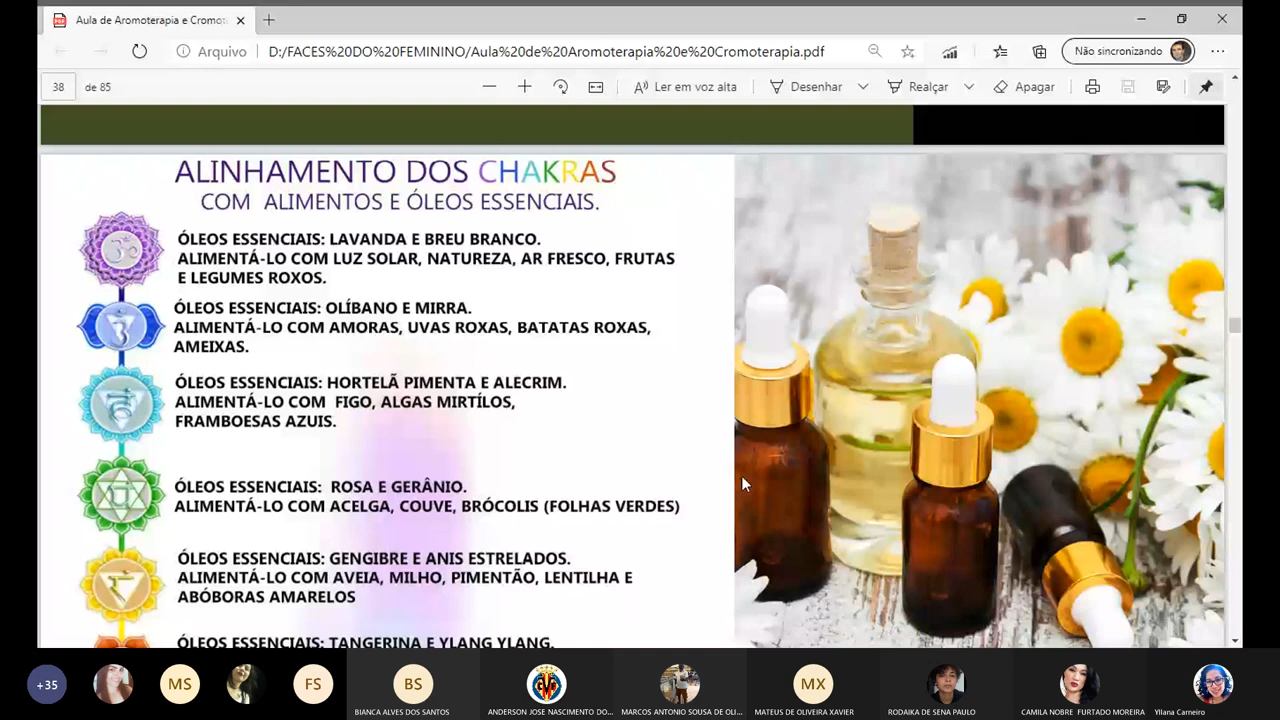 Aula de Aromoterapia e Cromot
Arquivo
D:/FACES%20DO%20FEMININO/Aula%20de%20Aromoterapia%20e%20Cromoterapia.pdf
Não sincronizando
38 de 85
Ler em voz alta
Desenhar
Realçar
Apagar
ALINHAMENTO DOS CHAKRAS
COM ALIMENTOS E ÓLEOS ESSENCIAIS.
ÓLEOS ESSENCIAIS: LAVANDA E BREU BRANCO.
ALIMENTÁ-LO COM LUZ SOLAR, NATUREZA, AR FRESCO, FRUTAS
E LEGUMES ROXOS.
ÓLEOS ESSENCIAIS: OLÍBANO E MIRRA.
ALIMENTÁ-LO COM AMORAS, UVAS ROXAS, BATATAS ROXAS,
AMEIXAS.
ÓLEOS ESSENCIAIS: HORTELÃ PIMENTA E ALECRIM.
ALIMENTÁ-LO COM FIGO, ALGAS MIRTÍLOS,
FRAMBOESAS AZUIS.
ÓLEOS ESSENCIAIS: ROSA E GERÂNIO.
ALIMENTÁ-LO COM ACELGA, COUVE, BRÓCOLIS (FOLHAS VERDES)
ÓLEOS ESSENCIAIS: GENGIBRE E ANIS ESTRELADOS.
ALIMENTÁ-LO COM AVEIA, MILHO, PIMENTÃO, LENTILHA E
ABÓBORAS AMARELOS
ÓLEOS ESSENCIAIS: TANGERINA E YLANG YLANG.
+35
MS
FS
BS
MX
BIANCA ALVES DOS SANTOS
ANDERSON JOSE NASCIMENTO DO...
MARCOS ANTONIO SOUSA DE OLI...
MATEUS DE OLIVEIRA XAVIER
RODAIKA DE SENA PAULO
CAMILA NOBRE FURTADO MOREIRA
Yllana Carneiro